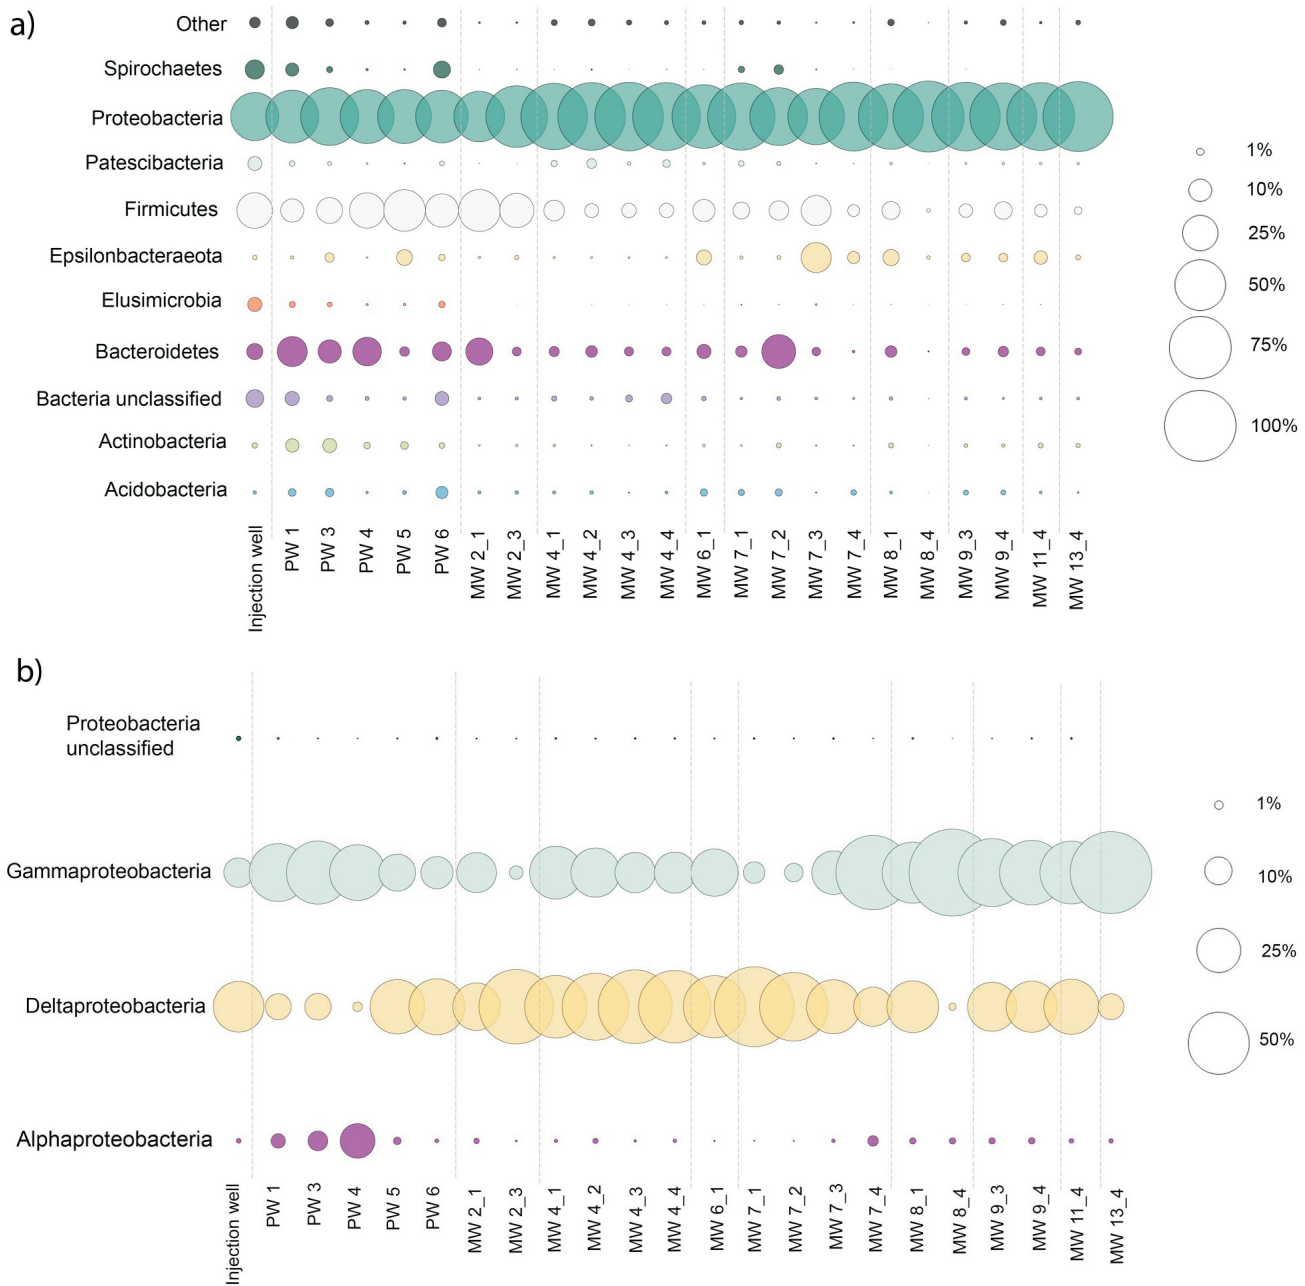 a)
Other
Spirochaetes
Proteobacteria
Patescibacteria
Firmicutes
Epsilonbacteraeota
Elusimicrobia
Bacteroidetes
Bacteria unclassified
Actinobacteria
Acidobacteria
1%
10%
25%
50%
75%
100%
Injection well
PW 1
PW 3
PW 4
PW 5
PW 6
MW 2_1
MW 2_3
MW 4_1
MW 4_2
MW 4_3
MW 4_4
MW 6_1
MW 7_1
MW 7_2
MW 7_3
MW 7_4
MW 8_1
MW 8_4
MW 9_3
MW 9_4
MW 11_4
MW 13_4
b)
Proteobacteria
unclassified
Gammaproteobacteria
Deltaproteobacteria
Alphaproteobacteria
1%
10%
25%
50%
Injection well
PW 1
PW 3
PW 4
PW 5
PW 6
MW 2_1
MW 2_3
MW 4_1
MW 4_2
MW 4_3
MW 4_4
MW 6_1
MW 7_1
MW 7_2
MW 7_3
MW 7_4
MW 8_1
MW 8_4
MW 9_3
MW 9_4
MW 11_4
MW 13_4